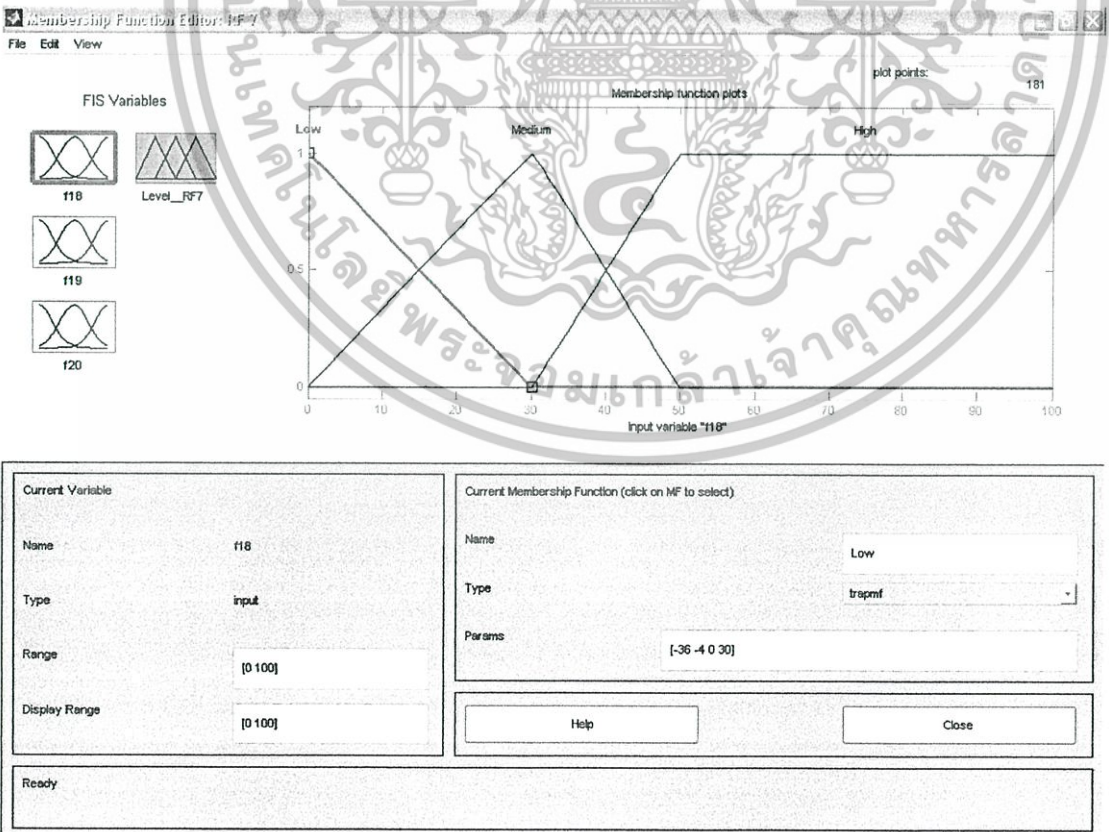 Membership Function Editor: RF 7
File Edit View
FIS Variables
f18
Level__RF7
f19
f20
plot points:
181
Membership function plots
Low
Medium
High
1
0.5
0
0 10 20 30 40 50 60 70 80 90 100
Input variable "f18"
Current Variable
Name f18
Type input
Range [0 100]
Display Range [0 100]
Current Membership Function (click on MF to select)
Name Low
Type trapmf
Params [-36 -4 0 30]
Help
Close
Ready